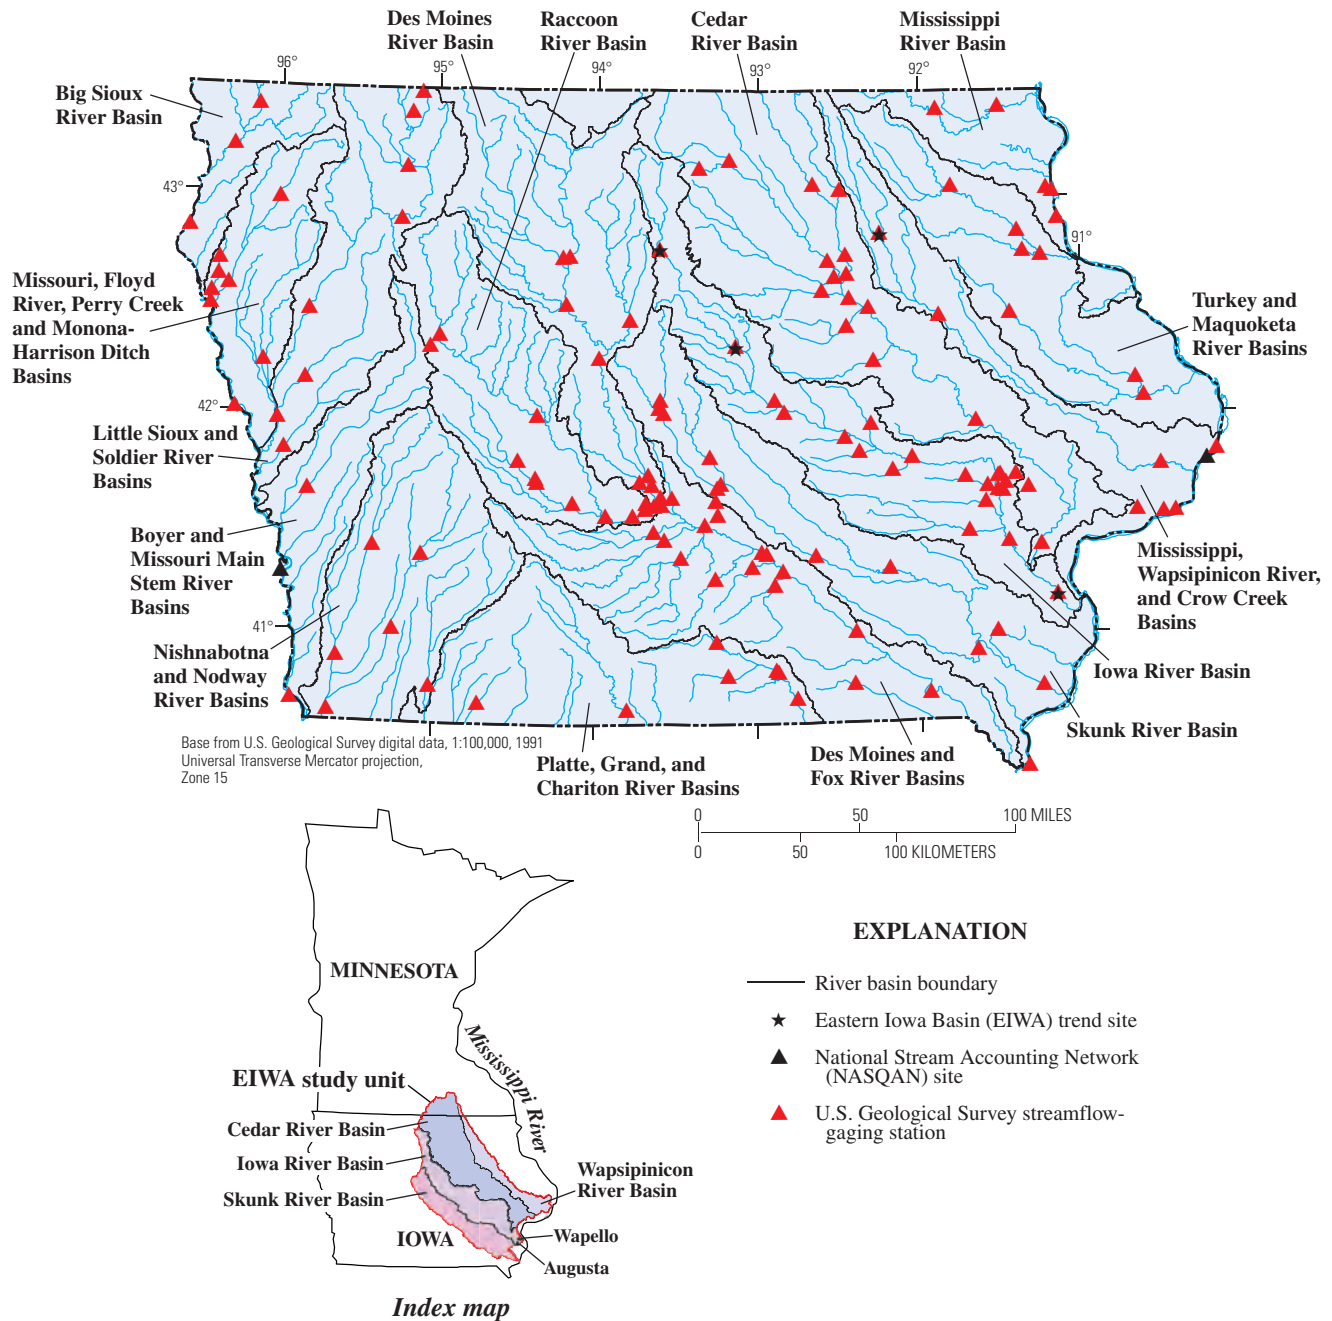 Des Moines
River Basin
Raccoon
River Basin
Cedar
River Basin
Mississippi
River Basin
96°
95°
94°
93°
92°
Big Sioux
River Basin
43°
91°
Missouri, Floyd
River, Perry Creek
and Monona-
Harrison Ditch
Basins
Turkey and
Maquoketa
River Basins
42°
Little Sioux and
Soldier River
Basins
Boyer and
Missouri Main
Stem River
Basins
Mississippi,
Wapsipinicon River,
and Crow Creek
Basins
41°
Nishnabotna
and Nodway
River Basins
Iowa River Basin
Skunk River Basin
Base from U.S. Geological Survey digital data, 1:100,000, 1991
Universal Transverse Mercator projection,
Zone 15
Platte, Grand, and
Chariton River Basins
Des Moines and
Fox River Basins
0 50 100 MILES
0 50 100 KILOMETERS
MINNESOTA
Mississippi River
EIWA study unit
Cedar River Basin
Iowa River Basin
Skunk River Basin
Wapsipinicon
River Basin
IOWA
Wapello
Augusta
Index map
EXPLANATION
River basin boundary
Eastern Iowa Basin (EIWA) trend site
National Stream Accounting Network
(NASQAN) site
U.S. Geological Survey streamflow-
gaging station